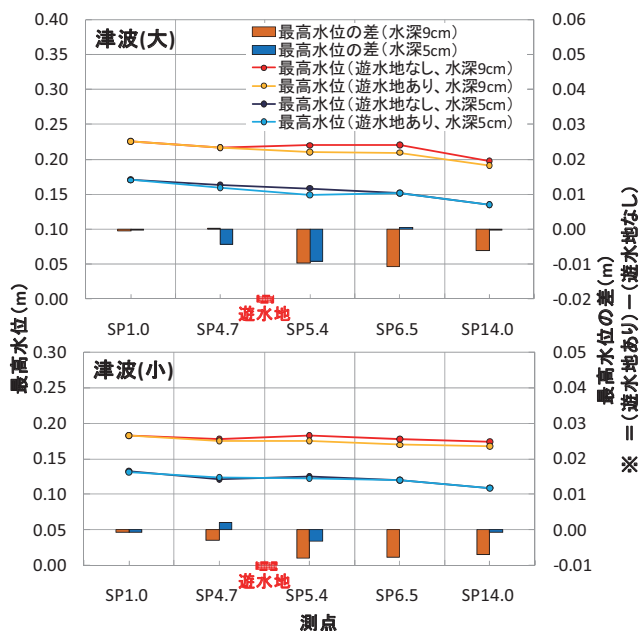 津波(大)
最高水位の差(水深9cm)
最高水位の差(水深5cm)
最高水位(遊水地なし、水深9cm)
最高水位(遊水地あり、水深9cm)
最高水位(遊水地なし、水深5cm)
最高水位(遊水地あり、水深5cm)
0.40
0.35
0.30
0.25
0.20
0.15
0.10
0.05
0.00
0.06
0.05
0.04
0.03
0.02
0.01
0.00
-0.01
-0.02
遊水地
SP1.0 SP4.7 SP5.4 SP6.5 SP14.0
津波(小)
0.30
0.25
0.20
0.15
0.10
0.05
0.00
0.05
0.04
0.03
0.02
0.01
0.00
-0.01
遊水地
SP1.0 SP4.7 SP5.4 SP6.5 SP14.0
測点
最高水位(m)
最高水位の差(m)
※ =(遊水地あり)-(遊水地なし)